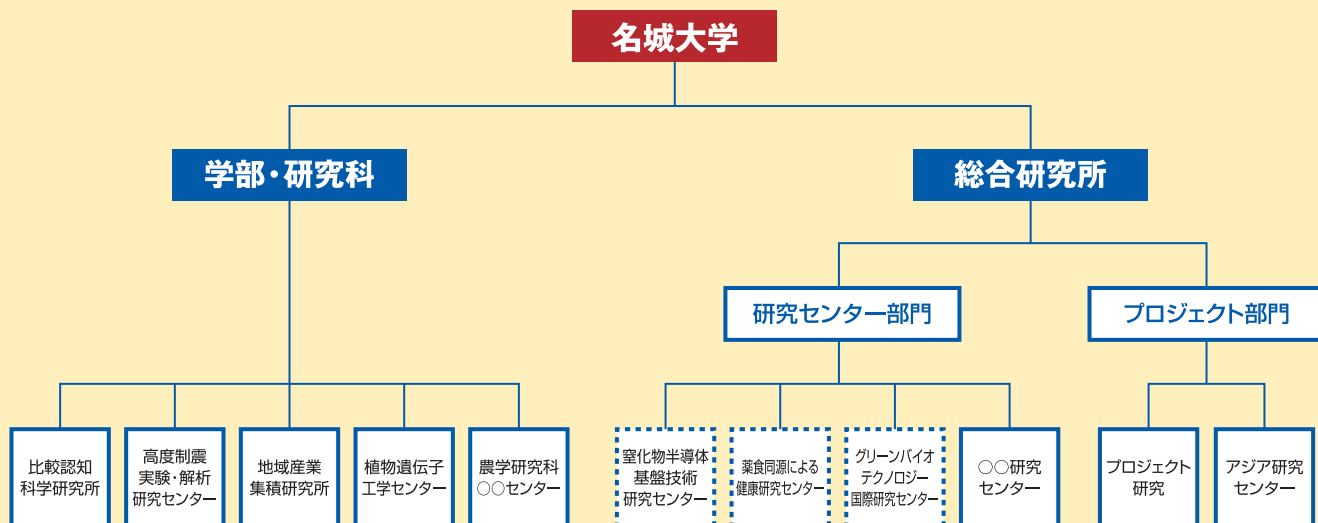 名城大学
学部・研究科
総合研究所
研究センター部門
プロジェクト部門
比較認知
科学研究所
高度制震
実験・解析
研究センター
地域産業
集積研究所
植物遺伝子
工学センター
農学研究科
○○センター
窒化物半導体
基盤技術
研究センター
薬食同源による
健康研究センター
グリーンバイオ
テクノロジー
国際研究センター
○○研究
センター
プロジェクト
研究
アジア研究
センター